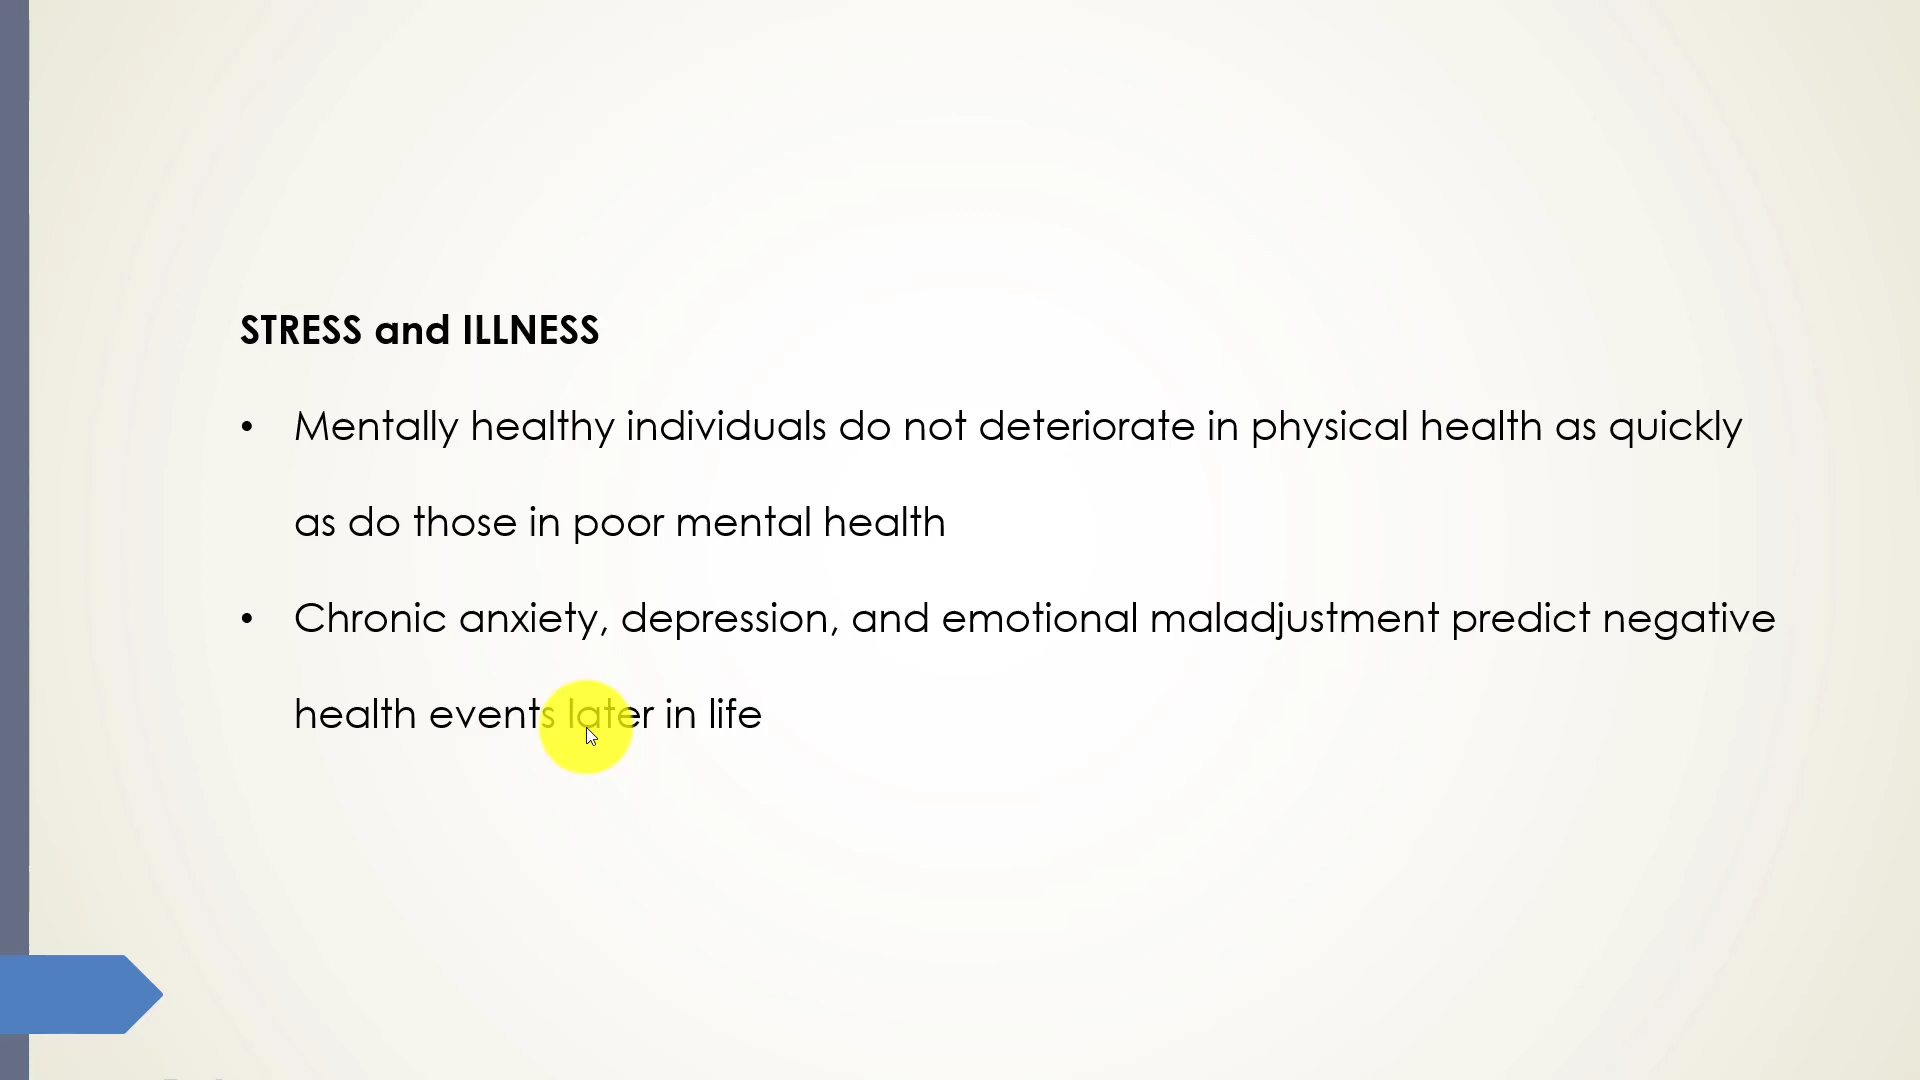 STRESS and ILLNESS
• Mentally healthy individuals do not deteriorate in physical health as quickly
as do those in poor mental health
• Chronic anxiety, depression, and emotional maladjustment predict negative
health events later in life